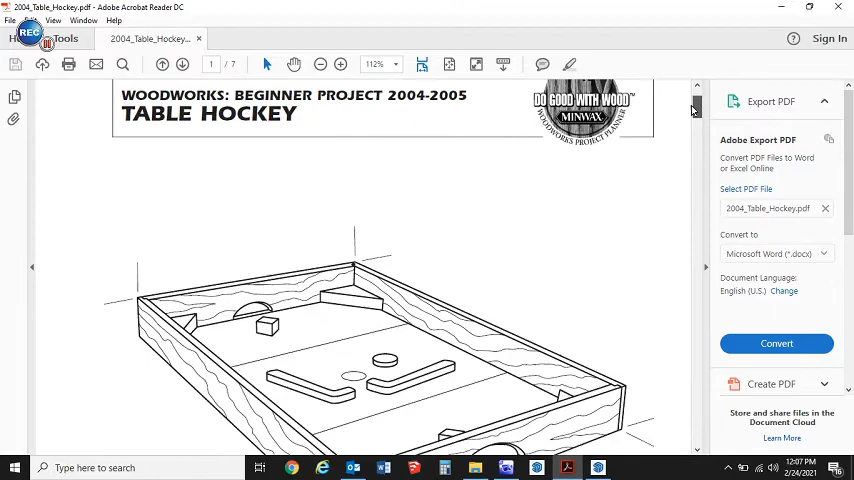 2004_Table_Hockey.pdf - Adobe Acrobat Reader DC
File
View Window Help
REC
Tools
2004_Table_Hockey... ×
Sign In
1 / 7
112%
WOODWORKS: BEGINNER PROJECT 2004-2005
TABLE HOCKEY
DO GOOD WITH WOOD™
MINWAX
WOODWORKS PROJECT PLANNER
Export PDF
Adobe Export PDF
Convert PDF Files to Word
or Excel Online
Select PDF File
2004_Table_Hockey.pdf
Convert to
Microsoft Word (*.docx)
Document Language:
English (U.S.) Change
Convert
Create PDF
Store and share files in the
Document Cloud
Learn More
Type here to search
12:07 PM
2/24/2021
16